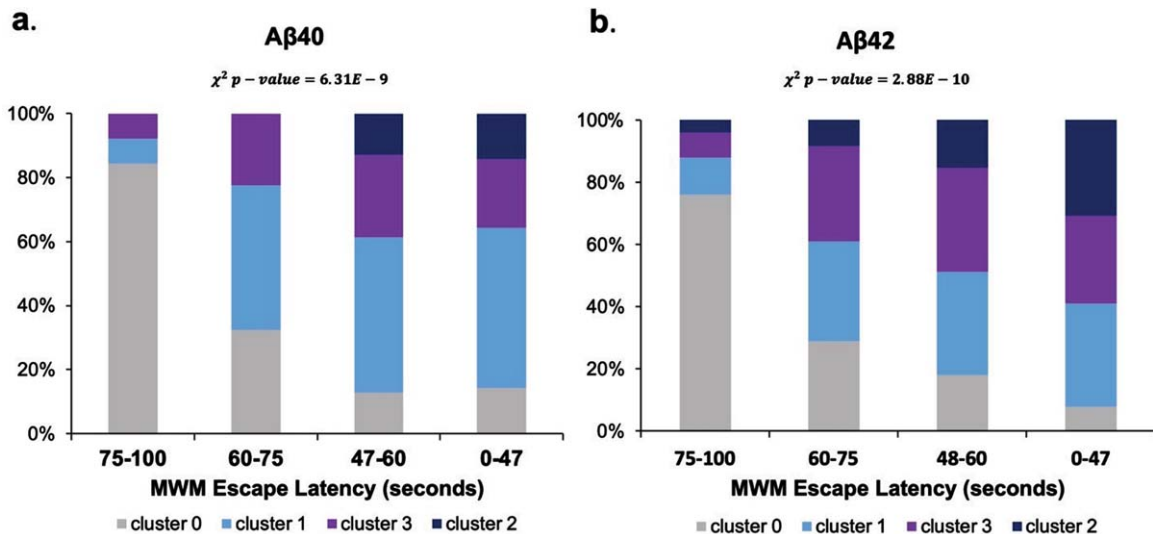 a.
Aβ40
χ² p − value = 6.31E − 9
100%
80%
60%
40%
20%
0%
75-100 60-75 47-60 0-47
MWM Escape Latency (seconds)
cluster 0 cluster 1 cluster 3 cluster 2
b.
Aβ42
χ² p − value = 2.88E − 10
100%
80%
60%
40%
20%
0%
75-100 60-75 48-60 0-47
MWM Escape Latency (seconds)
cluster 0 cluster 1 cluster 3 cluster 2